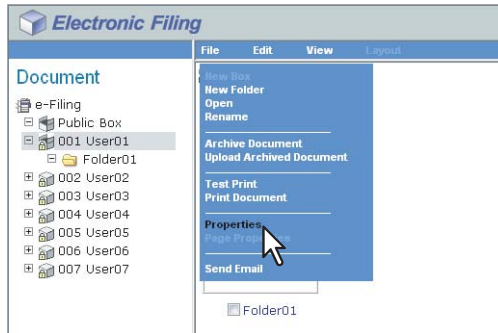 Electronic Filing
File Edit View Layout
Document
e-Filing
Public Box
001 User01
Folder01
002 User02
003 User03
004 User04
005 User05
006 User06
007 User07
New Box
New Folder
Open
Rename
Archive Document
Upload Archived Document
Test Print
Print Document
Properties
Page Properties
Send Email
Folder01